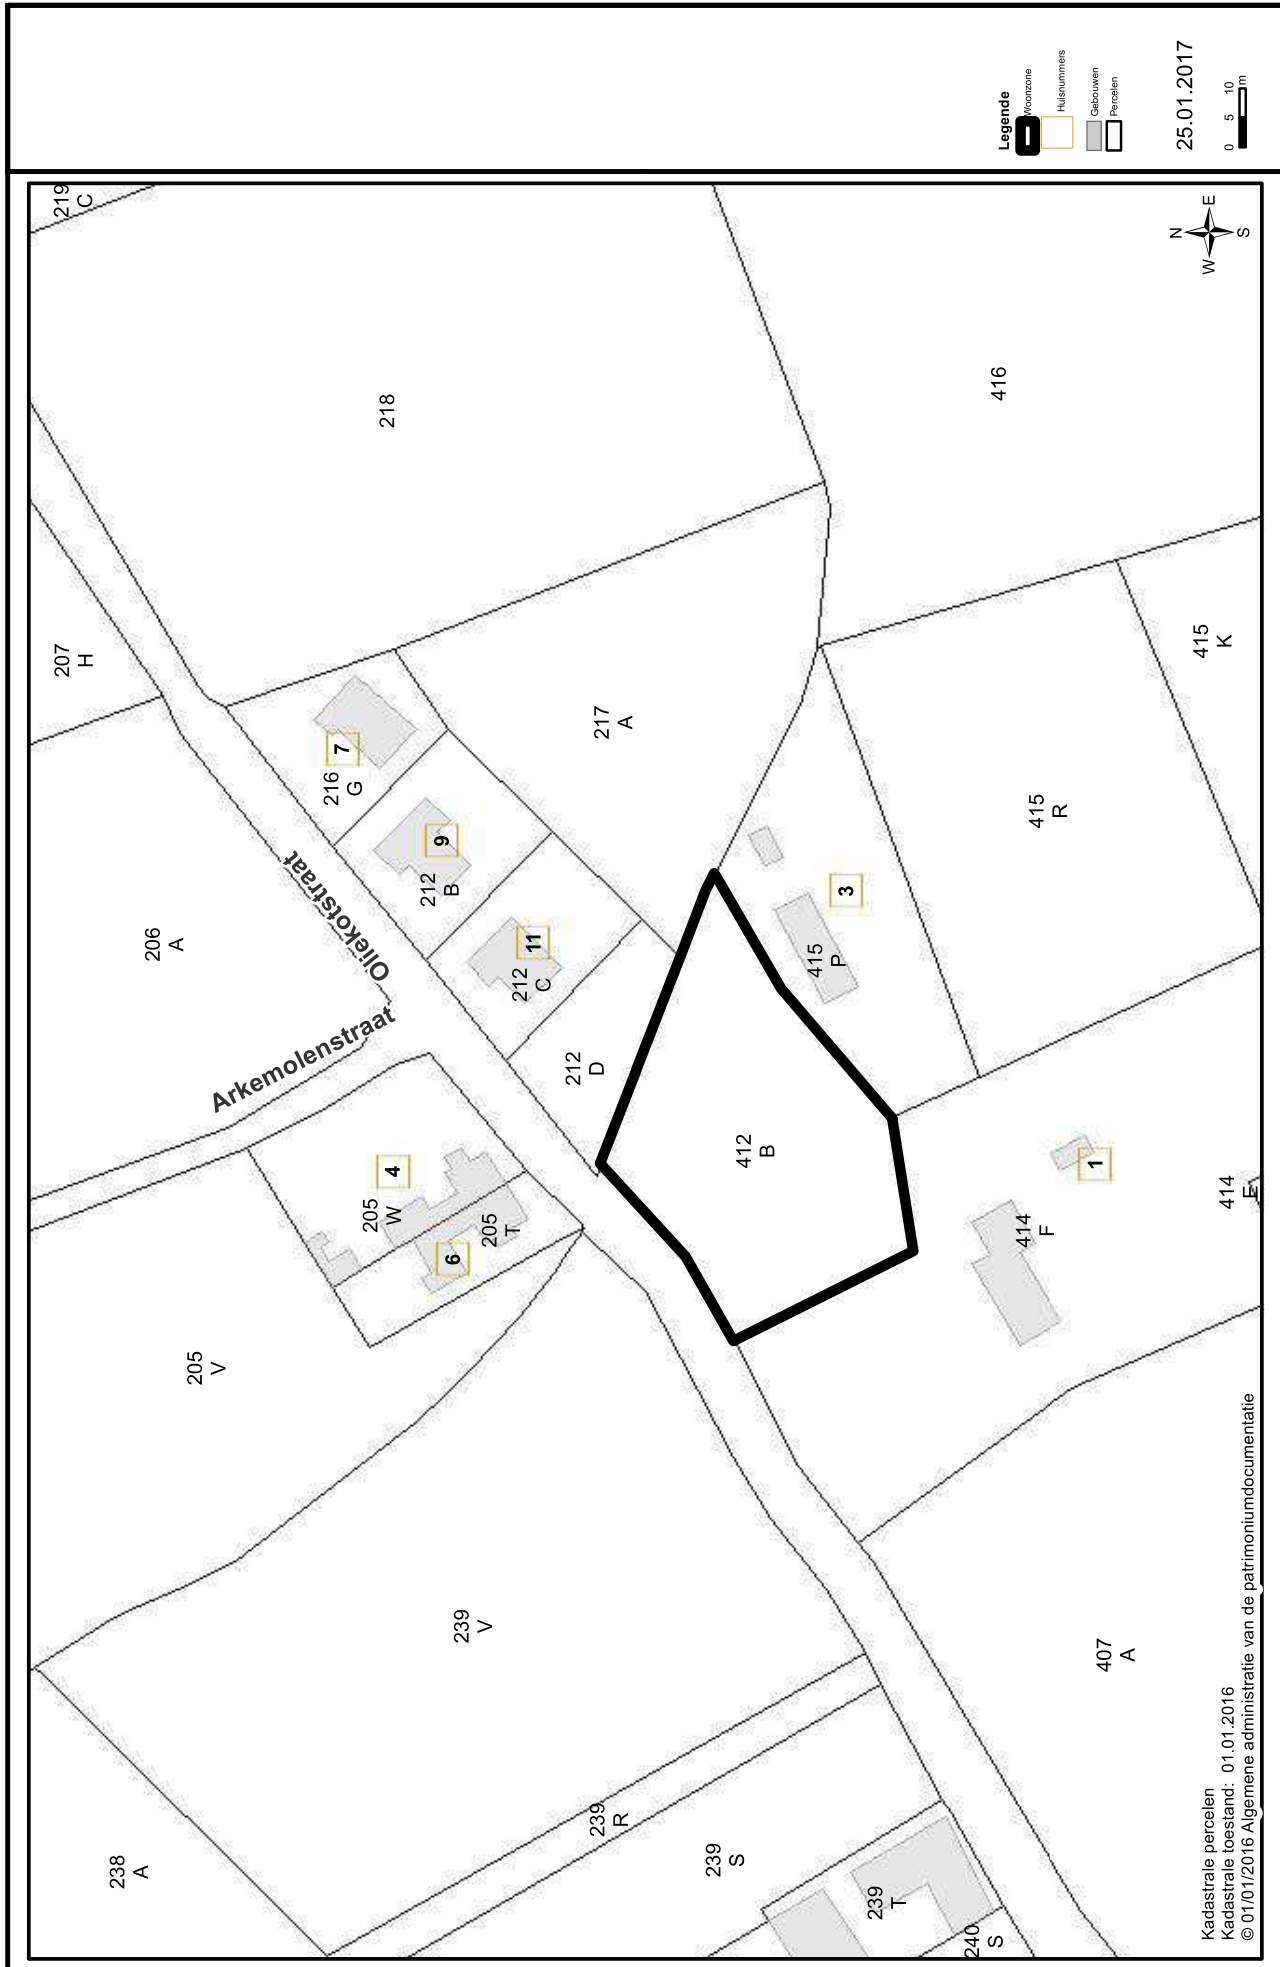 Legende
Woonzone
Huisnummers
Gebouwen
Percelen
25.01.2017
0 5 10
m
N
W E
S
219
C
218
416
207
H
7
216
G
217
A
415
K
9
212
B
415
R
3
206
A
Oliekotstraat
11
212
C
415
P
Arkemolenstraat
212
D
4
205
W
412
B
1
414
E
6
205
T
414
F
205
V
239
V
407
A
238
A
239
R
239
S
239
T
240
S
Kadastrale percelen
Kadastrale toestand: 01.01.2016
© 01/01/2016 Algemene administratie van de patrimoniumdocumentatie